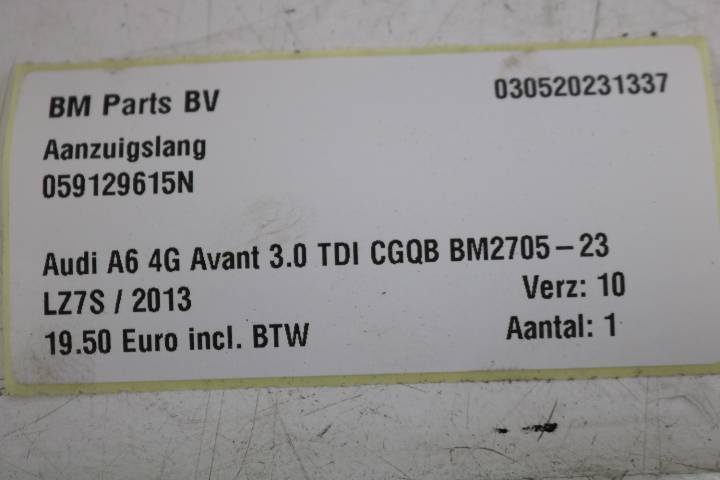 BM Parts BV 030520231337
Aanzuigslang
059129615N
Audi A6 4G Avant 3.0 TDI CGQB BM2705-23
LZ7S / 2013 Verz: 10
19.50 Euro incl. BTW Aantal: 1